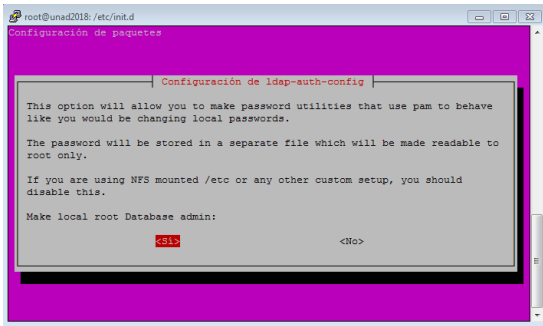 root@unad2018: /etc/init.d
Configuración de paquetes
Configuración de ldap-auth-config
This option will allow you to make password utilities that use pam to behave
like you would be changing local passwords.
The password will be stored in a separate file which will be made readable to
root only.
If you are using NFS mounted /etc or any other custom setup, you should
disable this.
Make local root Database admin:
<Sí> <No>